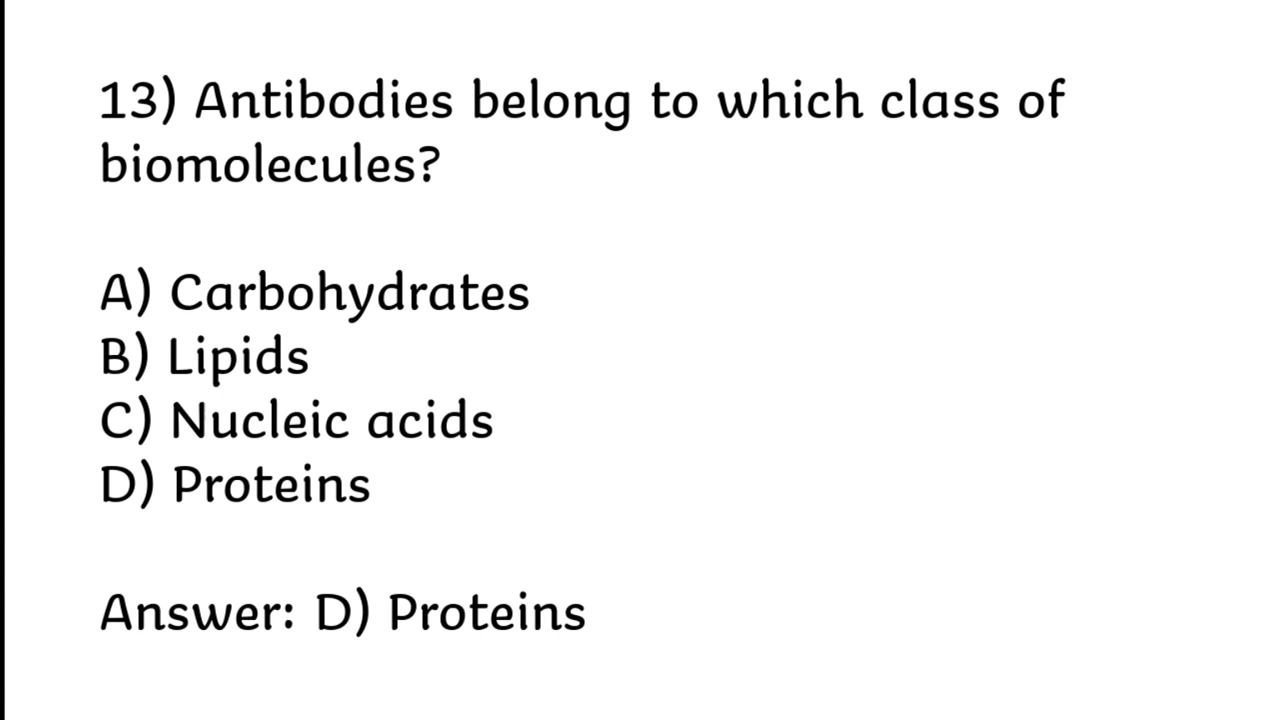 13) Antibodies belong to which class of
biomolecules?
A) Carbohydrates
B) Lipids
C) Nucleic acids
D) Proteins
Answer: D) Proteins